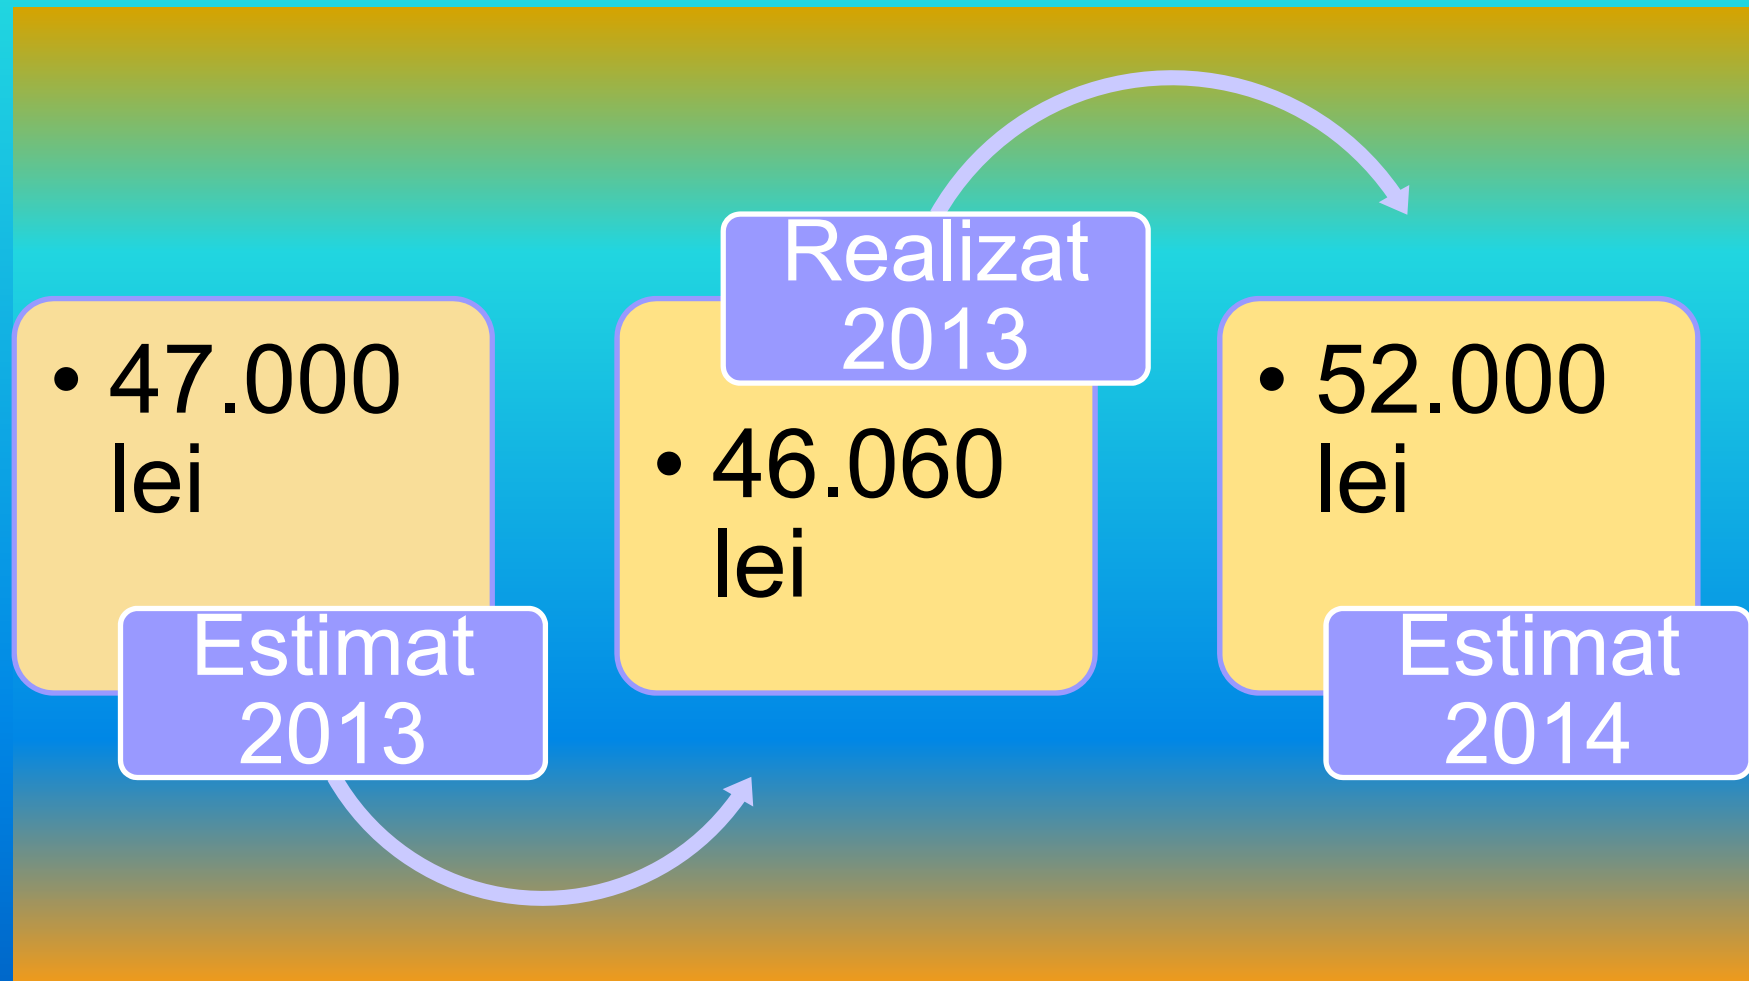 • 47.000
lei
Estimat
2013
Realizat
2013
• 46.060
lei
• 52.000
lei
Estimat
2014